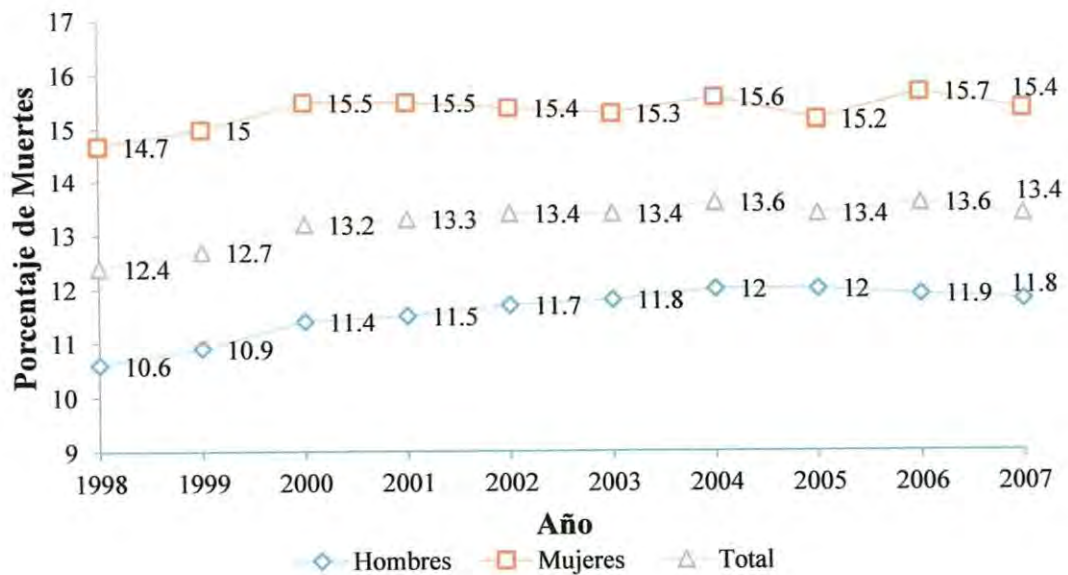 17
16
15
14
13
12
11
10
9
Porcentaje de Muertes
14.7 15 15.5 15.5 15.4 15.3 15.6 15.2 15.7 15.4
12.4 12.7 13.2 13.3 13.4 13.4 13.6 13.4 13.6 13.4
10.6 10.9 11.4 11.5 11.7 11.8 12 12 11.9 11.8
1998 1999 2000 2001 2002 2003 2004 2005 2006 2007
Año
Hombres Mujeres Total